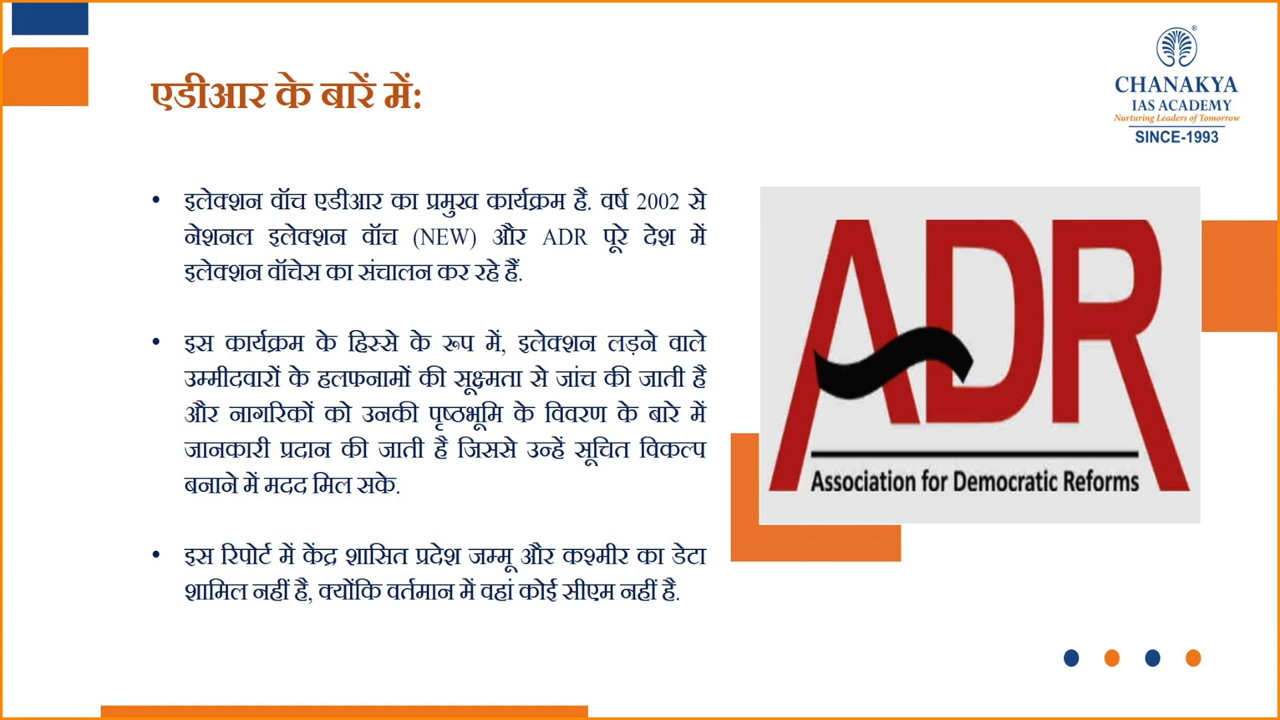 एडीआर के बारें में:
CHANAKYA
IAS ACADEMY
Nurturing Leaders of Tomorrow
SINCE-1993
• इलेक्शन वॉच एडीआर का प्रमुख कार्यक्रम है. वर्ष 2002 से
नेशनल इलेक्शन वॉच (NEW) और ADR पूरे देश में
इलेक्शन वॉचेस का संचालन कर रहे हैं.
• इस कार्यक्रम के हिस्से के रूप में, इलेक्शन लड़ने वाले
उम्मीदवारों के हलफनामों की सूक्ष्मता से जांच की जाती है
और नागरिकों को उनकी पृष्ठभूमि के विवरण के बारे में
जानकारी प्रदान की जाती है जिससे उन्हें सूचित विकल्प
बनाने में मदद मिल सके.
• इस रिपोर्ट में केंद्र शासित प्रदेश जम्मू और कश्मीर का डेटा
शामिल नहीं है, क्योंकि वर्तमान में वहां कोई सीएम नहीं है.
ADR
Association for Democratic Reforms